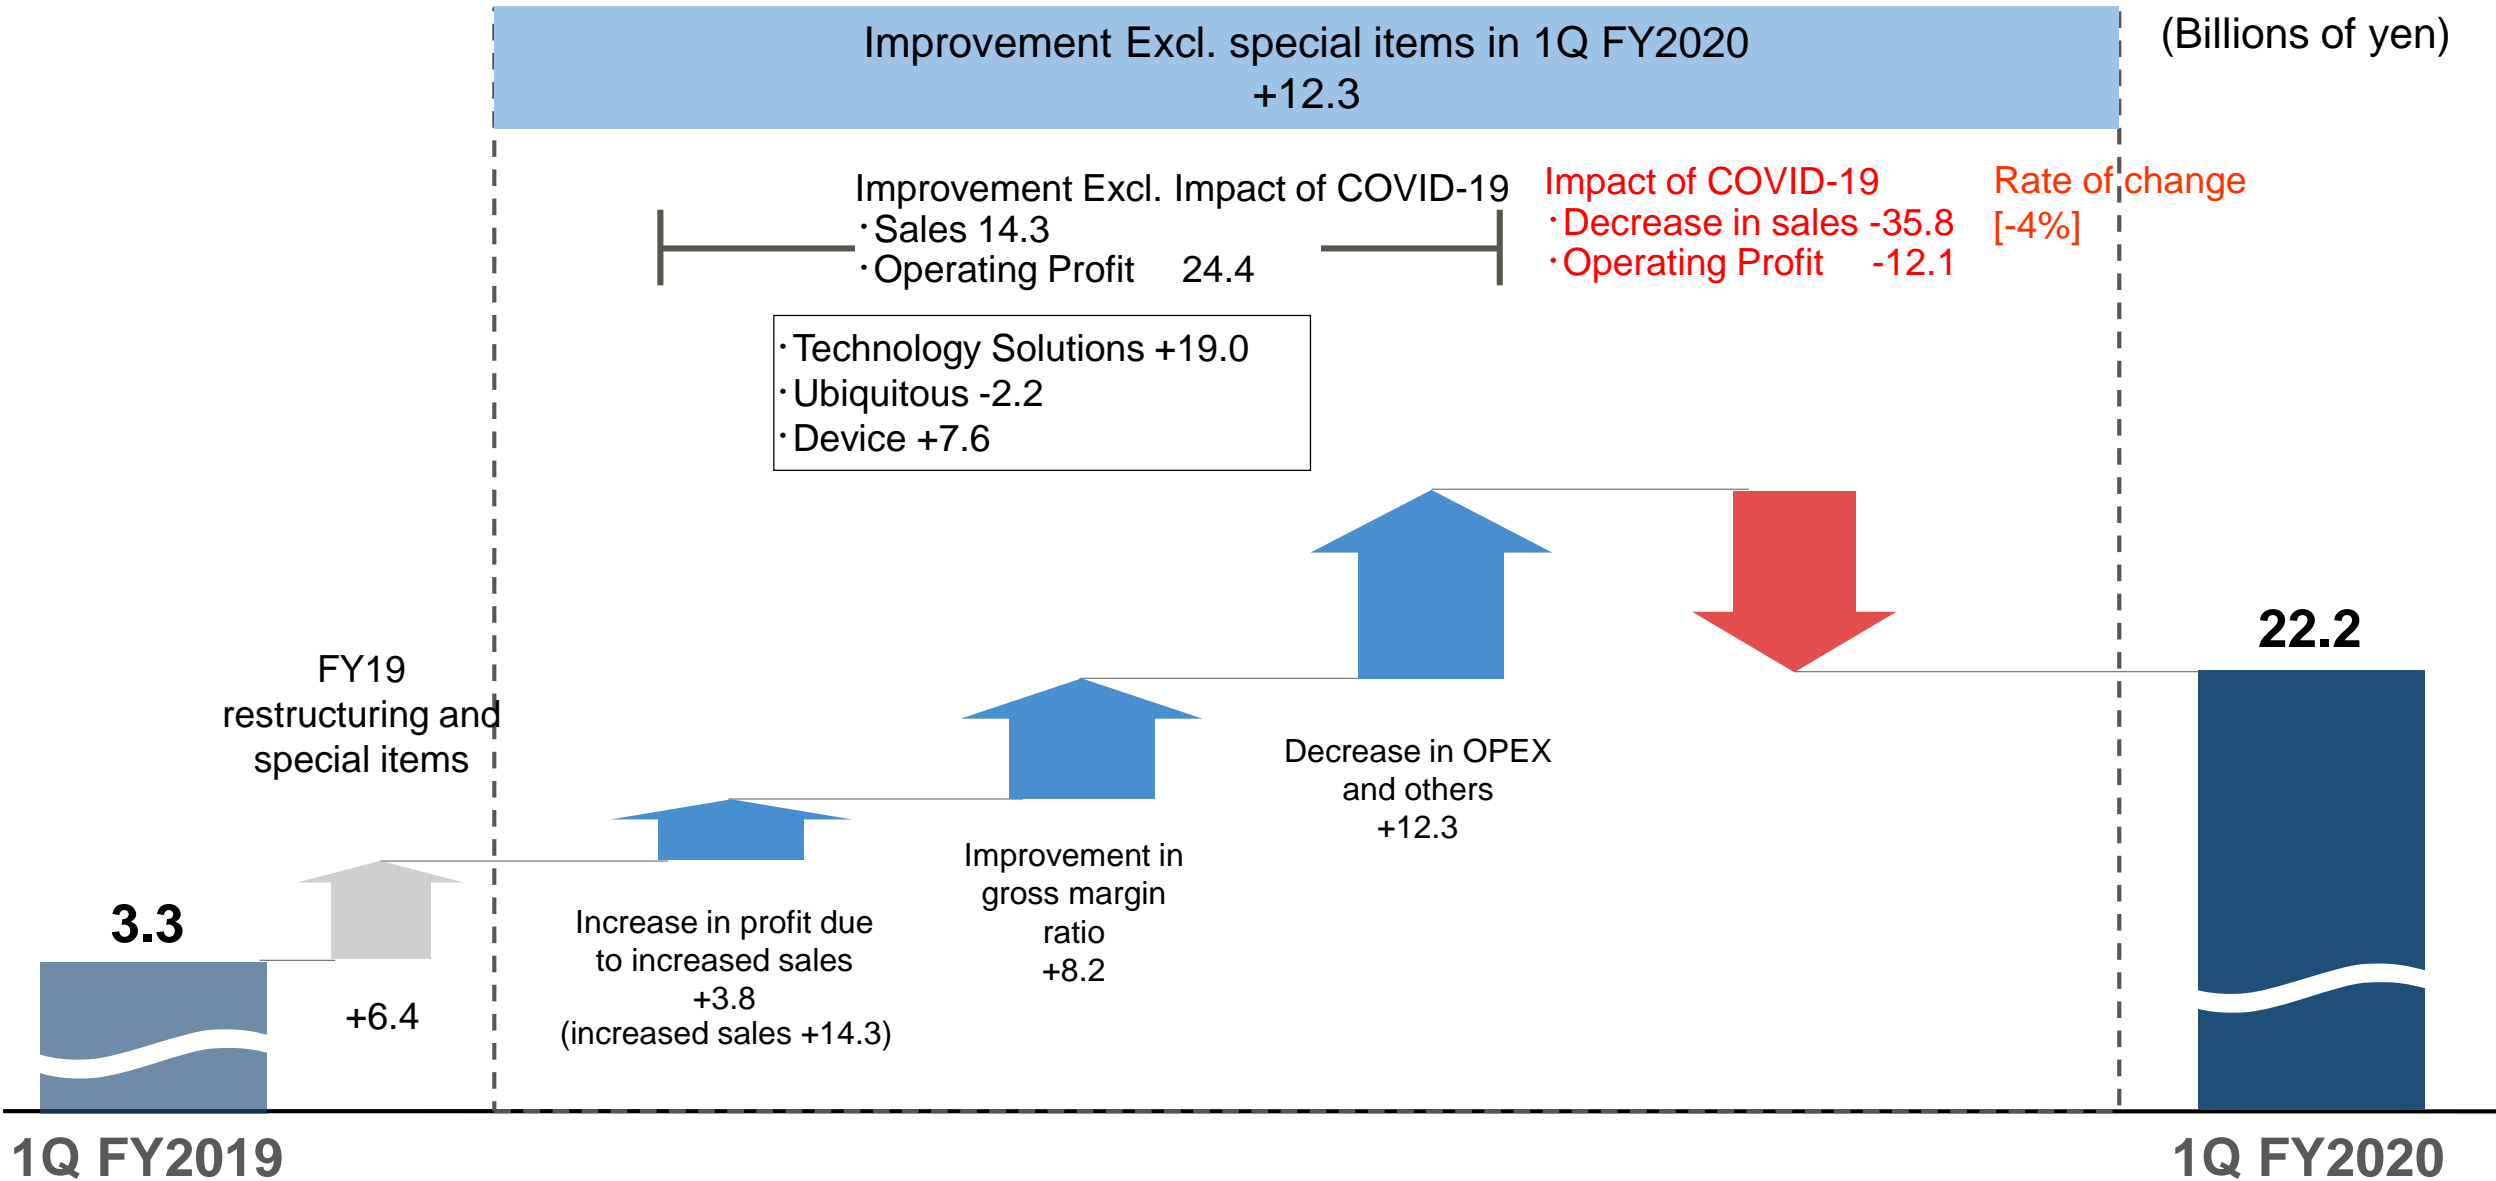 Improvement Excl. special items in 1Q FY2020
+12.3
(Billions of yen)
Improvement Excl. Impact of COVID-19
・Sales 14.3
・Operating Profit 24.4
Impact of COVID-19
・Decrease in sales -35.8
・Operating Profit -12.1
Rate of change
[-4%]
・Technology Solutions +19.0
・Ubiquitous -2.2
・Device +7.6
3.3
FY19
restructuring and
special items
+6.4
Increase in profit due
to increased sales
+3.8
(increased sales +14.3)
Improvement in
gross margin
ratio
+8.2
Decrease in OPEX
and others
+12.3
22.2
1Q FY2019
1Q FY2020